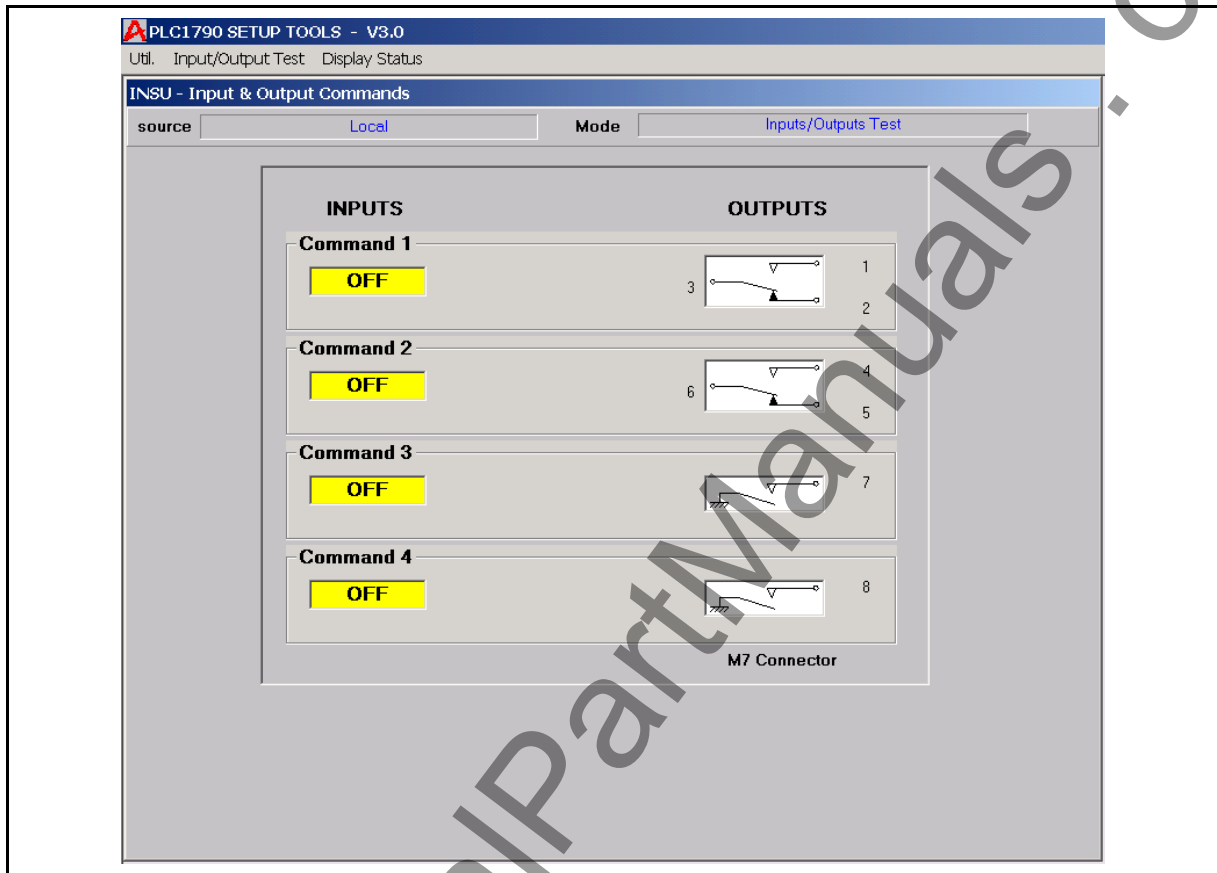 PLC1790 SETUP TOOLS - V3.0
Util. Input/Output Test Display Status
INSU - Input & Output Commands
source Local Mode Inputs/Outputs Test
INPUTS OUTPUTS
Command 1
OFF
3
1
2
Command 2
OFF
6
4
5
Command 3
OFF
7
Command 4
OFF
8
M7 Connector
lPartManuals.